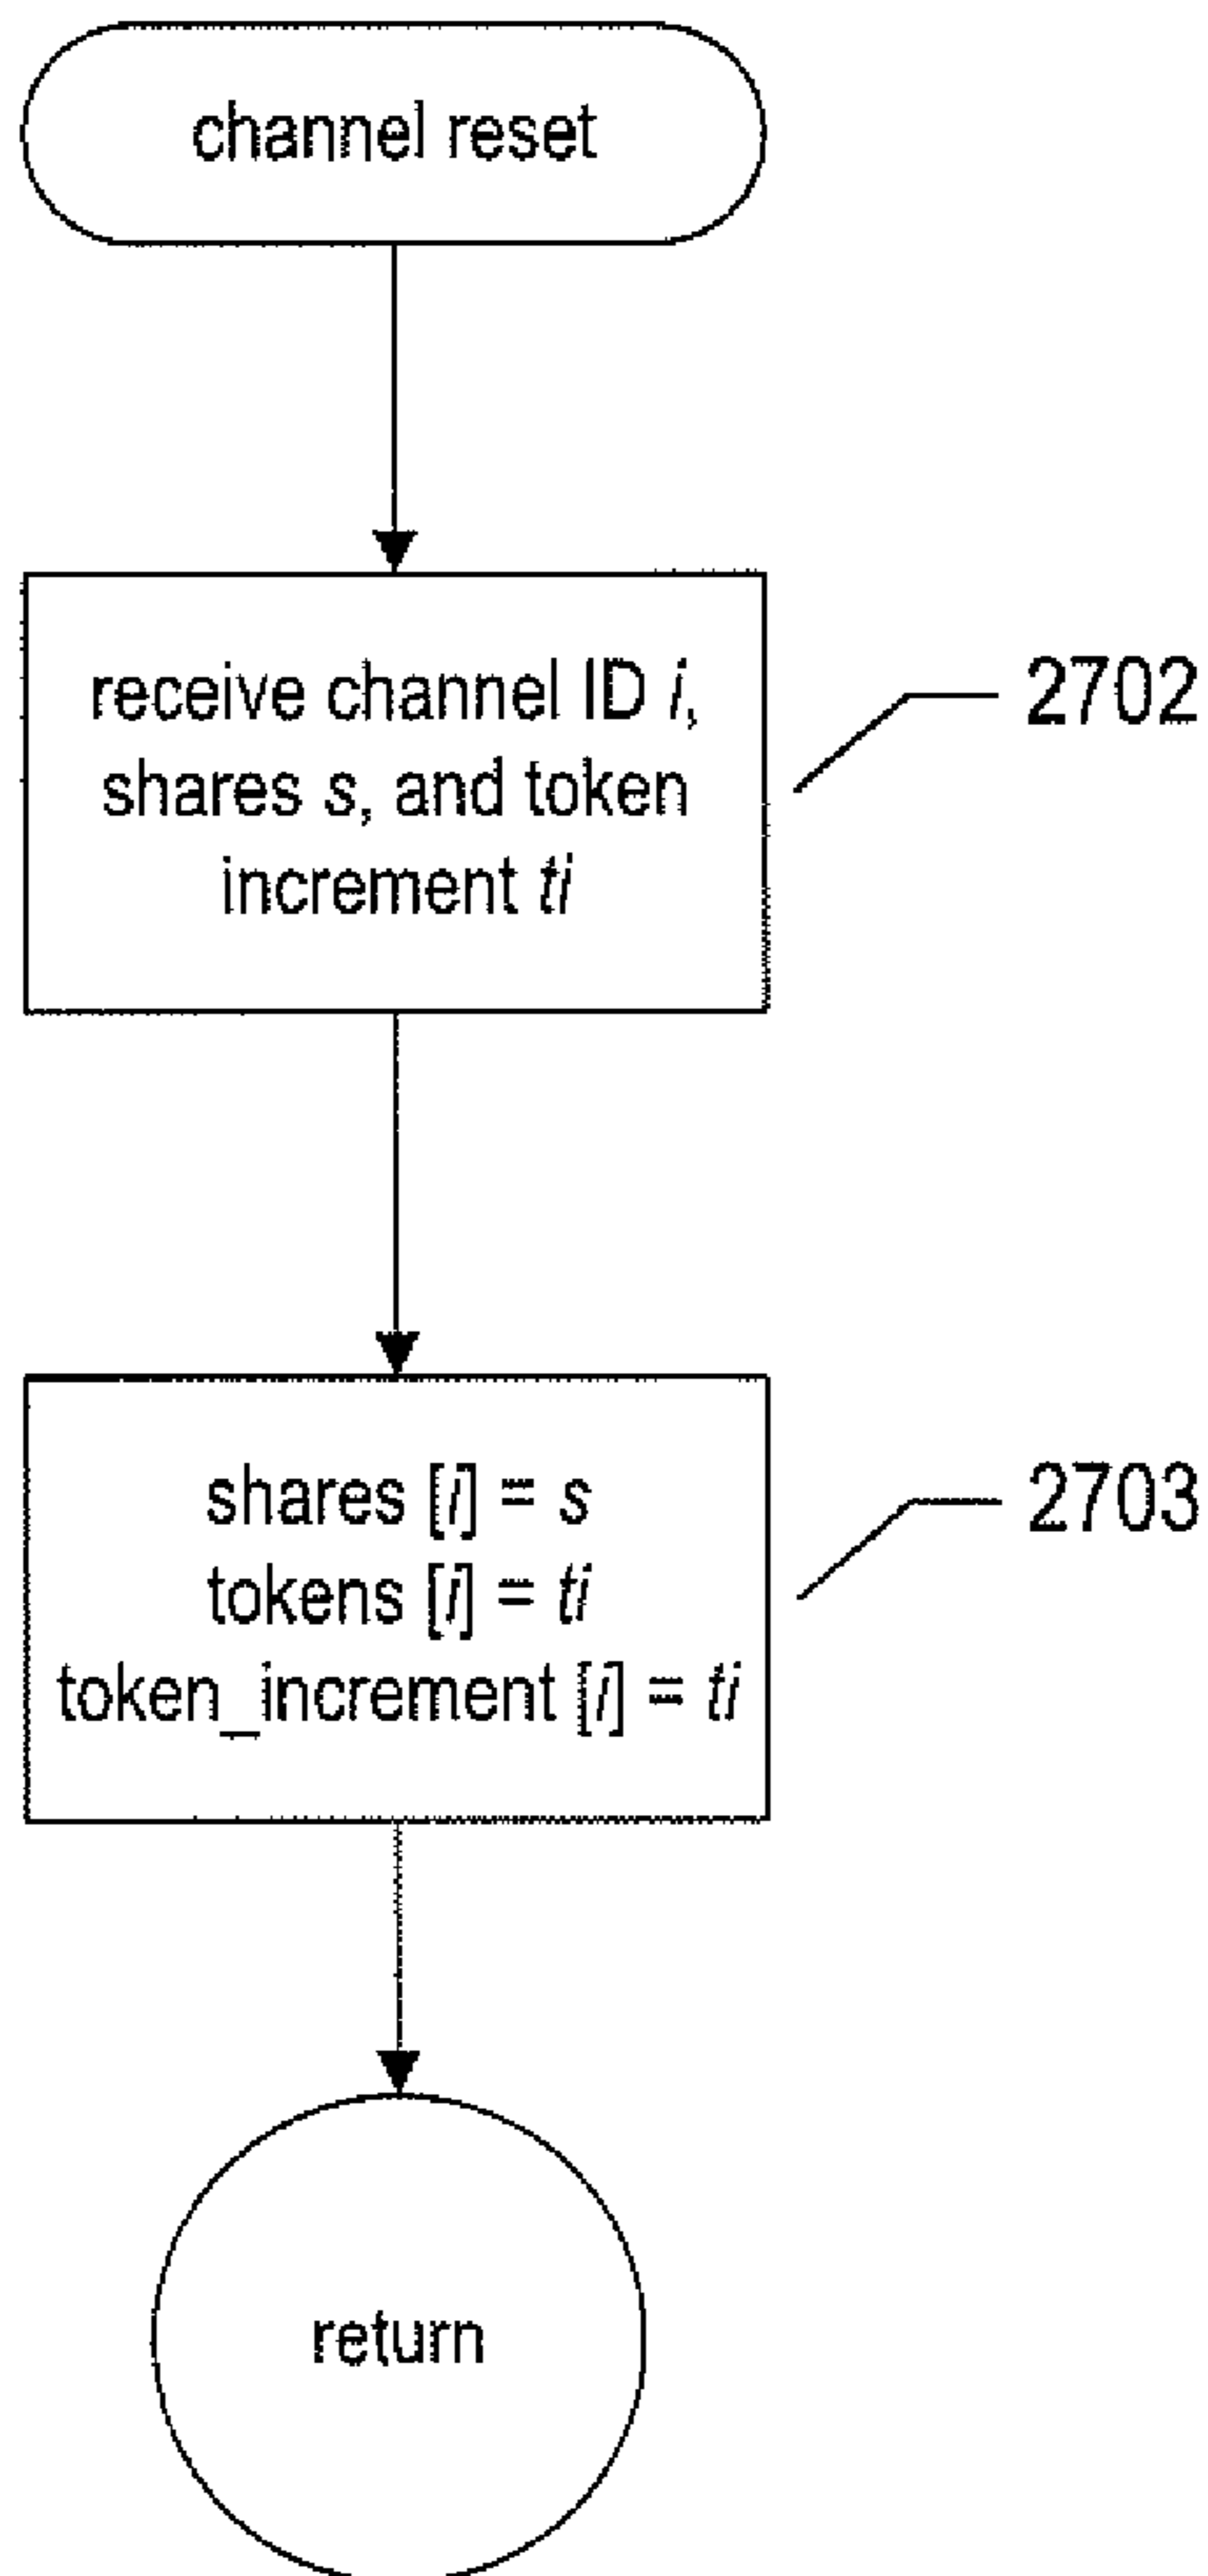 channel reset
receive channel ID i,
shares s, and token
increment ti
2702
shares [i] = s
tokens [i] = ti
token_increment [i] = ti
2703
return